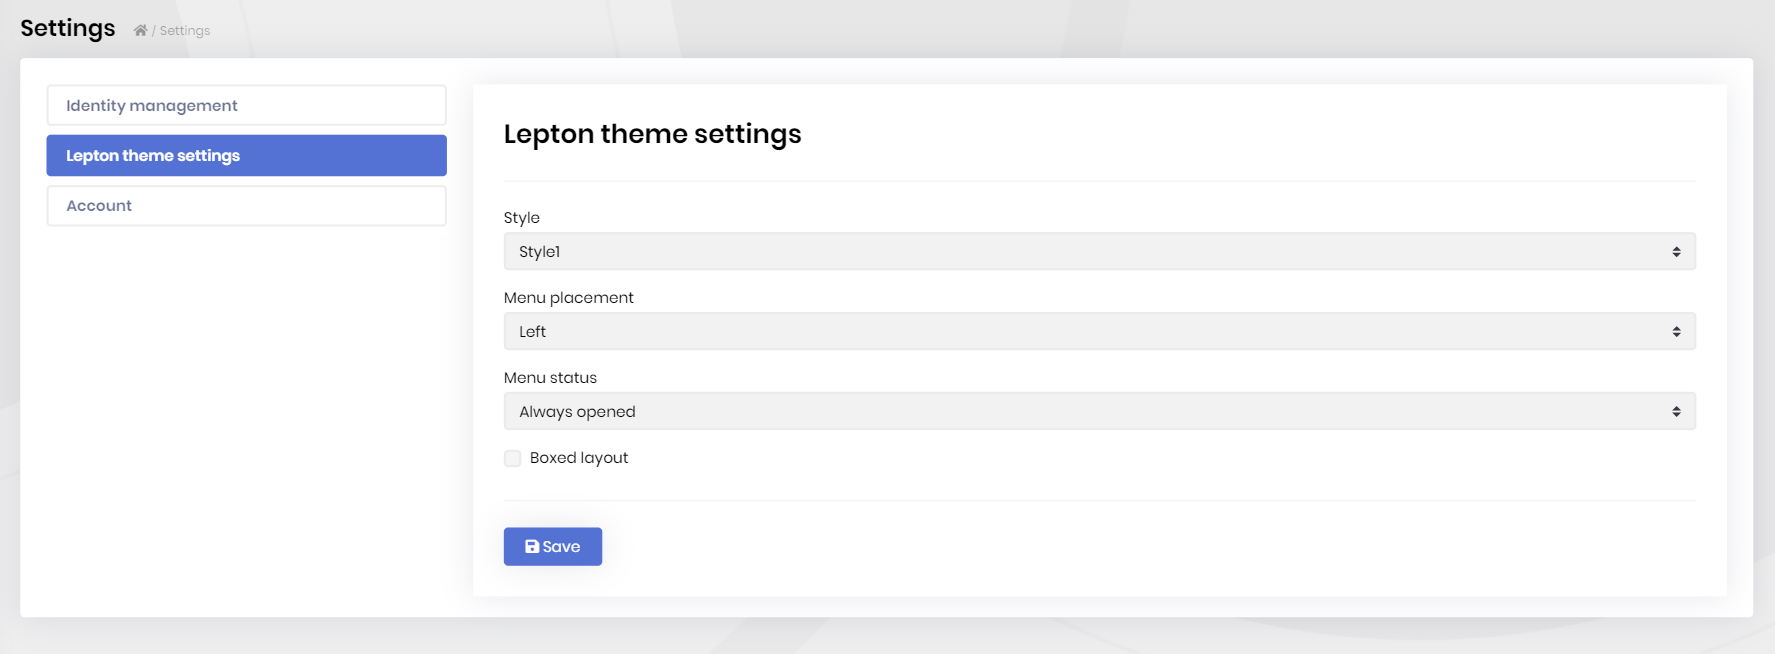 Settings
/ Settings
Identity management
Lepton theme settings
Account
Lepton theme settings
Style
Style1
Menu placement
Left
Menu status
Always opened
Boxed layout
Save